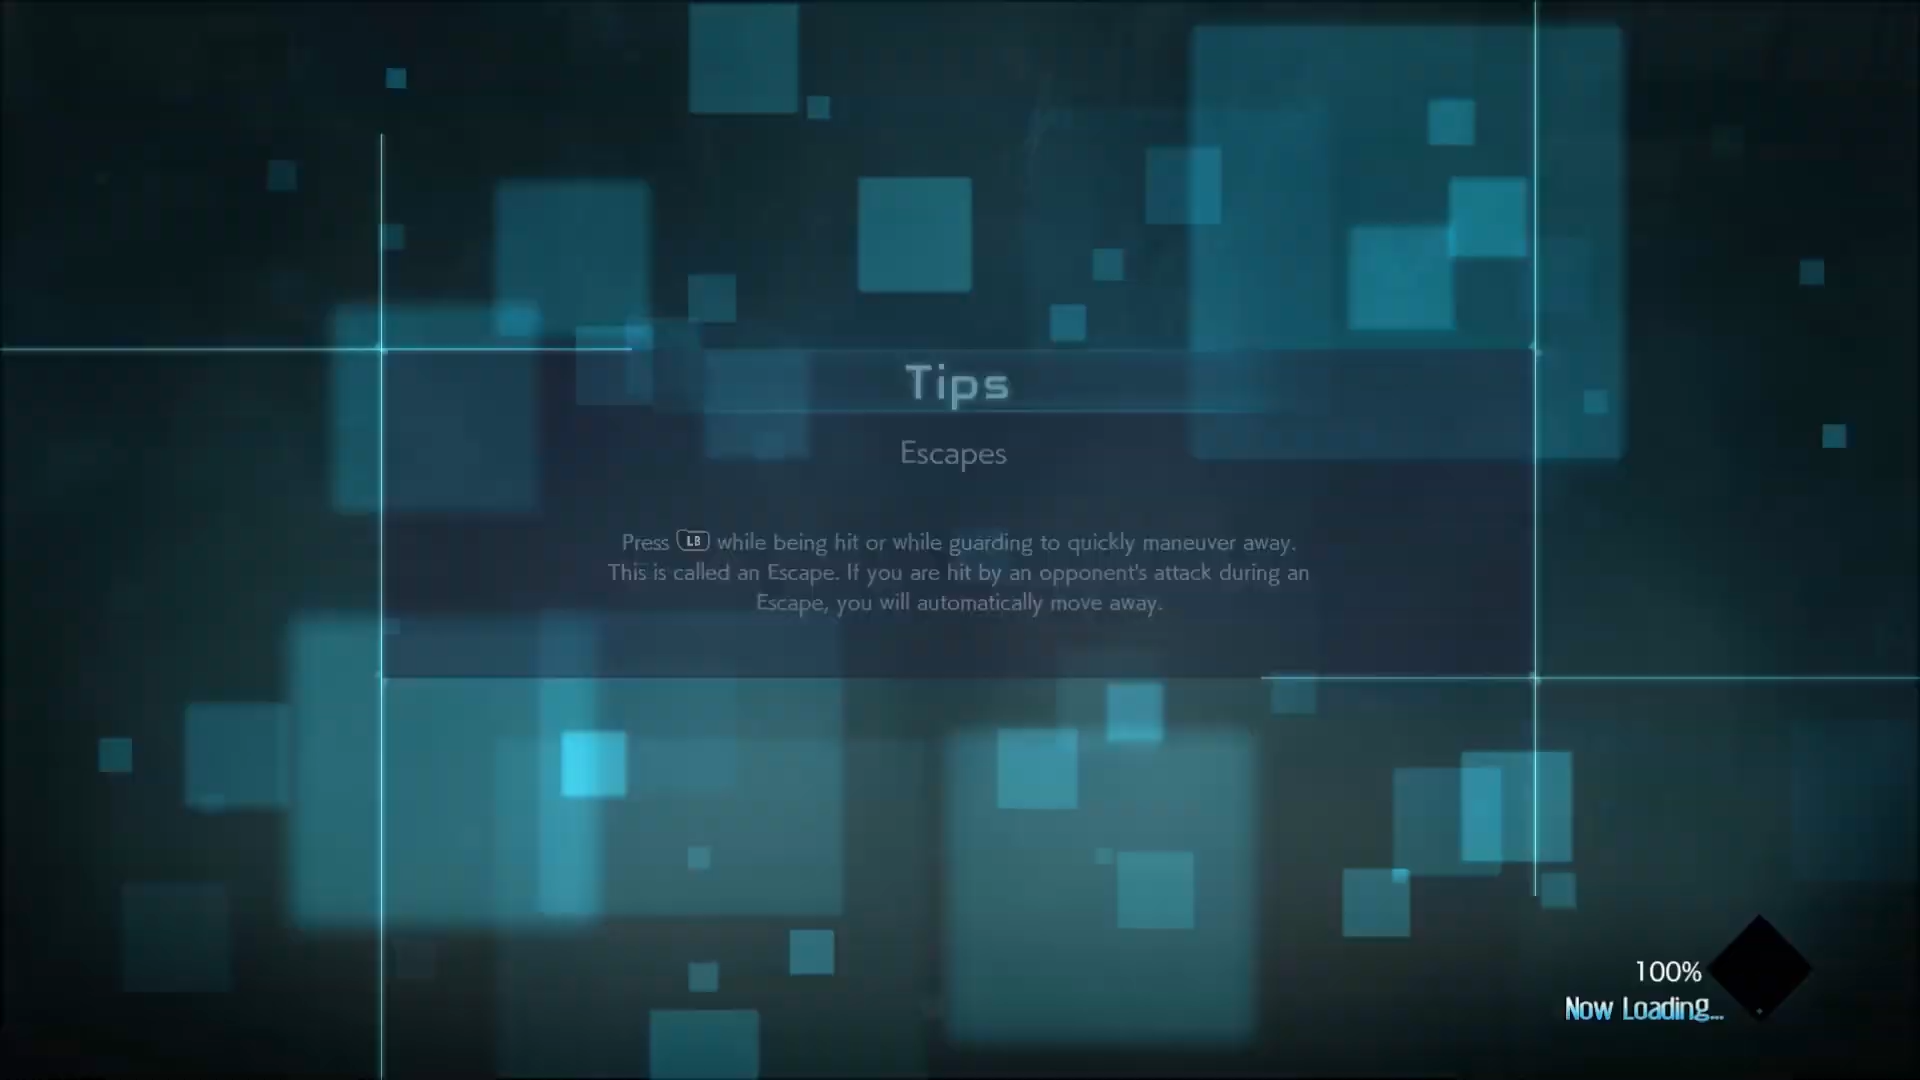 Tips
Escapes
Press LB while being hit or while guarding to quickly maneuver away.
This is called an Escape. If you are hit by an opponent's attack during an
Escape, you will automatically move away.
100%
Now Loading...